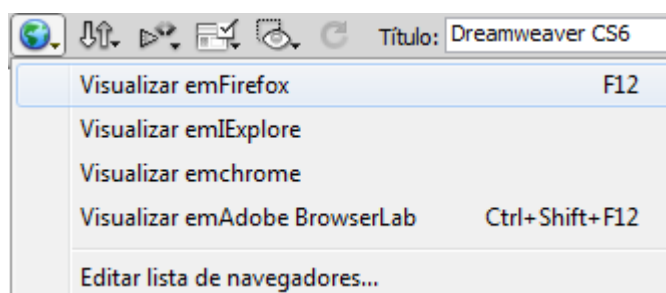 Título: Dreamweaver CS6
Visualizar emFirefox F12
Visualizar emIExplore
Visualizar emchrome
Visualizar emAdobe BrowserLab Ctrl+Shift+F12
Editar lista de navegadores...